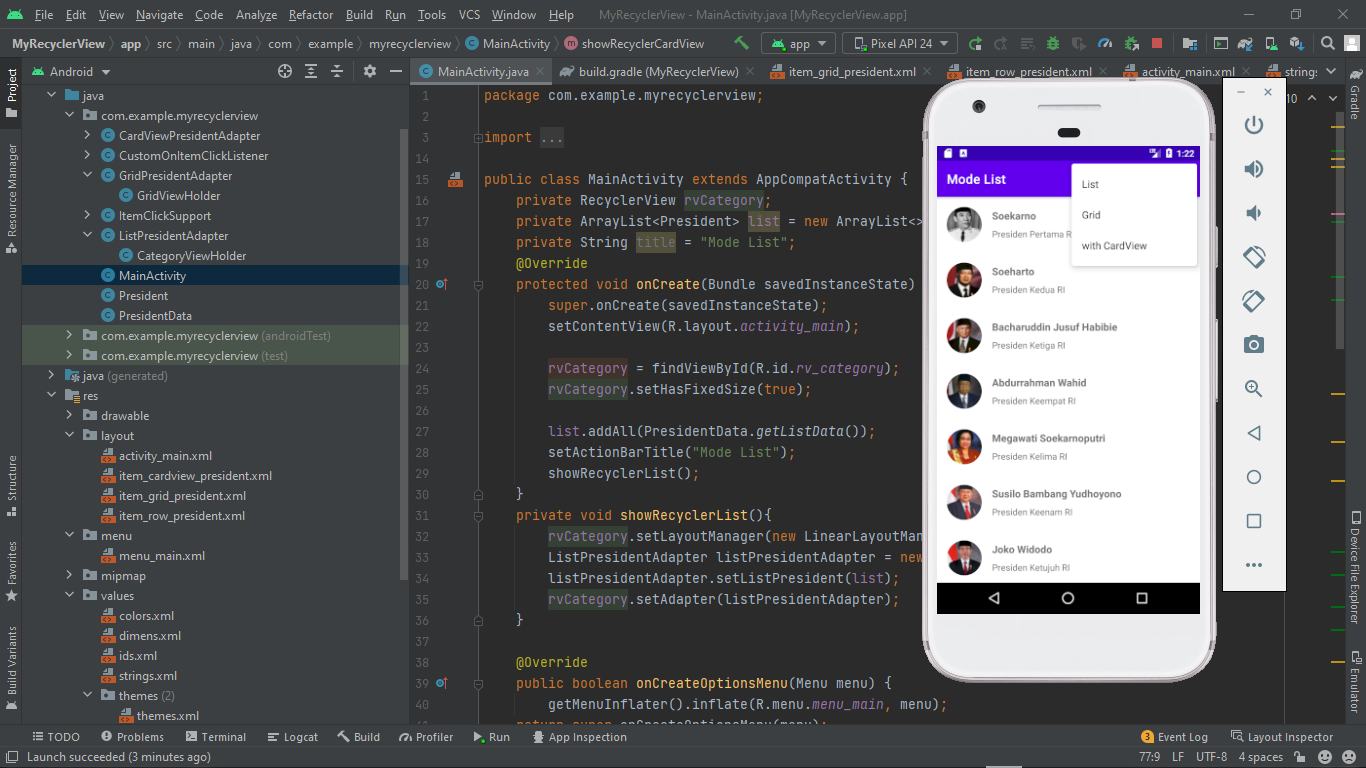 File Edit View Navigate Code Analyze Refactor Build Run Tools VCS Window Help MyRecyclerView - MainActivity.java [MyRecyclerView.app]
MyRecyclerView app src main java com example myrecyclerview MainActivity showRecyclerCardView app Pixel API 24
Android
MainActivity.java build.gradle (MyRecyclerView) item_grid_president.xml item_row_president.xml activity_main.xml strings
Project
Resource Manager
Structure
Favorites
Build Variants
java
com.example.myrecyclerview
CardViewPresidentAdapter
CustomOnItemClickListener
GridPresidentAdapter
GridViewHolder
ItemClickSupport
ListPresidentAdapter
CategoryViewHolder
MainActivity
President
PresidentData
com.example.myrecyclerview (androidTest)
com.example.myrecyclerview (test)
java (generated)
res
drawable
layout
activity_main.xml
item_cardview_president.xml
item_grid_president.xml
item_row_president.xml
menu
menu_main.xml
mipmap
values
colors.xml
dimens.xml
ids.xml
strings.xml
themes (2)
themes.xml
1 package com.example.myrecyclerview;
2
3 import ...
14
15 public class MainActivity extends AppCompatActivity {
16 private RecyclerView rvCategory;
17 private ArrayList<President> list = new ArrayList<>
18 private String title = "Mode List";
19 @Override
20 protected void onCreate(Bundle savedInstanceState)
21 super.onCreate(savedInstanceState);
22 setContentView(R.layout.activity_main);
23
24 rvCategory = findViewById(R.id.rv_category);
25 rvCategory.setHasFixedSize(true);
26
27 list.addAll(PresidentData.getListData());
28 setActionBarTitle("Mode List");
29 showRecyclerList();
30 }
31 private void showRecyclerList(){
32 rvCategory.setLayoutManager(new LinearLayoutMan
33 ListPresidentAdapter listPresidentAdapter = new
34 listPresidentAdapter.setListPresident(list);
35 rvCategory.setAdapter(listPresidentAdapter);
36 }
37
38 @Override
39 public boolean onCreateOptionsMenu(Menu menu) {
40 getMenuInflater().inflate(R.menu.menu_main, menu);
41 return super.onCreateOptionsMenu(menu);
1:22
Mode List
List
Grid
with CardView
Soekarno
Presiden Pertama R
Soeharto
Presiden Kedua RI
Bacharuddin Jusuf Habibie
Presiden Ketiga RI
Abdurrahman Wahid
Presiden Keempat RI
Megawati Soekarnoputri
Presiden Kelima RI
Susilo Bambang Yudhoyono
Presiden Keenam RI
Joko Widodo
Presiden Ketujuh RI
10
Gradle
Device File Explorer
Emulator
TODO Problems Terminal Logcat Build Profiler Run App Inspection 3 Event Log Layout Inspector
Launch succeeded (3 minutes ago) 77:9 LF UTF-8 4 spaces